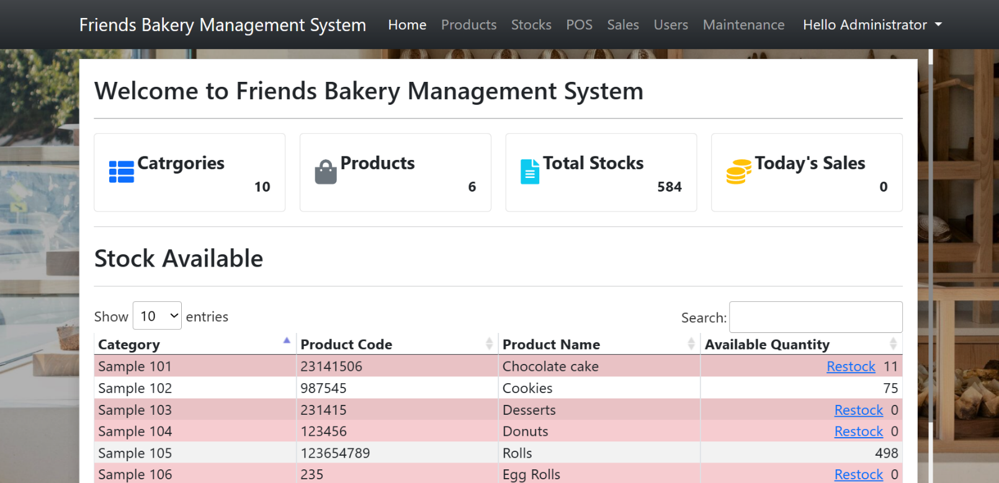 Friends Bakery Management System Home Products Stocks POS Sales Users Maintenance Hello Administrator
Welcome to Friends Bakery Management System
Catrgories
10
Products
6
Total Stocks
584
Today's Sales
0
Stock Available
Show 10 entries
Search:
Category Product Code Product Name Available Quantity
Sample 101 23141506 Chocolate cake Restock 11
Sample 102 987545 Cookies 75
Sample 103 231415 Desserts Restock 0
Sample 104 123456 Donuts Restock 0
Sample 105 123654789 Rolls 498
Sample 106 235 Egg Rolls Restock 0